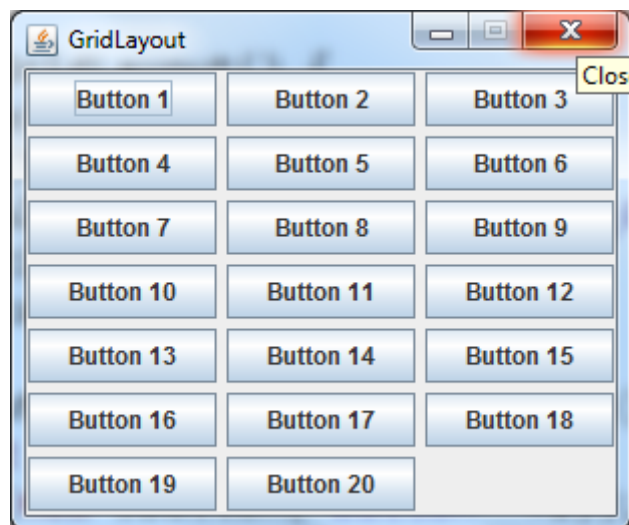 GridLayout
Clos
Button 1 Button 2 Button 3
Button 4 Button 5 Button 6
Button 7 Button 8 Button 9
Button 10 Button 11 Button 12
Button 13 Button 14 Button 15
Button 16 Button 17 Button 18
Button 19 Button 20